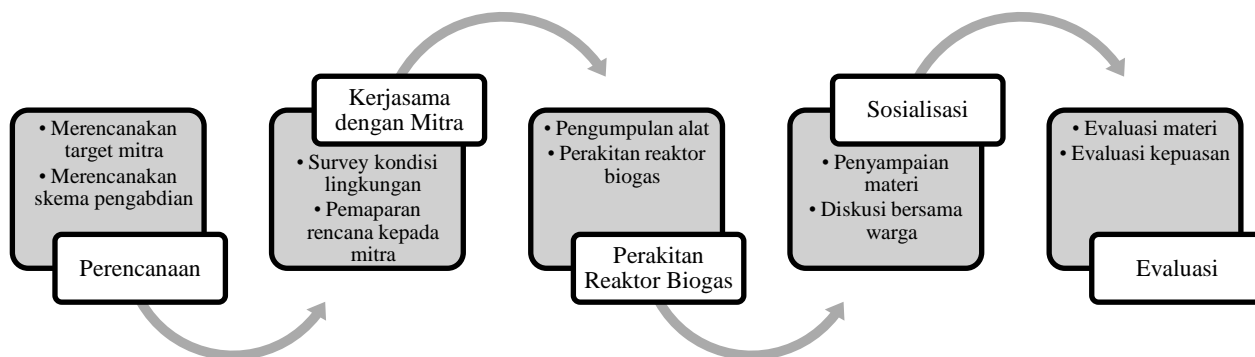 • Merencanakan
target mitra
• Merencanakan
skema pengabdian
Perencanaan
Kerjasama
dengan Mitra
• Survey kondisi
lingkungan
• Pemaparan
rencana kepada
mitra
• Pengumpulan alat
• Perakitan reaktor
biogas
Perakitan
Reaktor Biogas
Sosialisasi
• Penyampaian
materi
• Diskusi bersama
warga
• Evaluasi materi
• Evaluasi kepuasan
Evaluasi